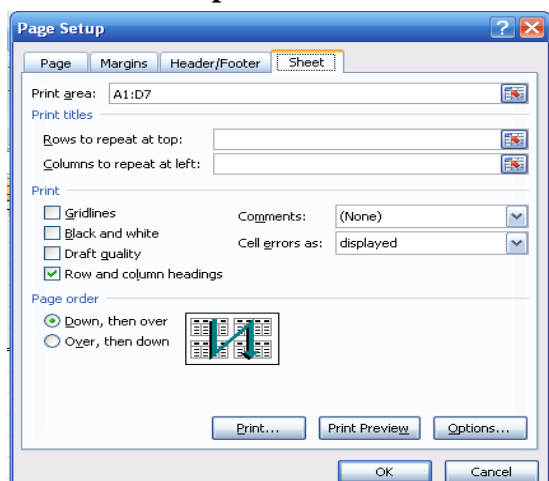 Page Setup
Page Margins Header/Footer Sheet
Print area: A1:D7
Print titles
Rows to repeat at top:
Columns to repeat at left:
Print
Gridlines
Black and white
Draft quality
Row and column headings
Comments: (None)
Cell errors as: displayed
Page order
Down, then over
Over, then down
Print... Print Preview Options...
OK Cancel